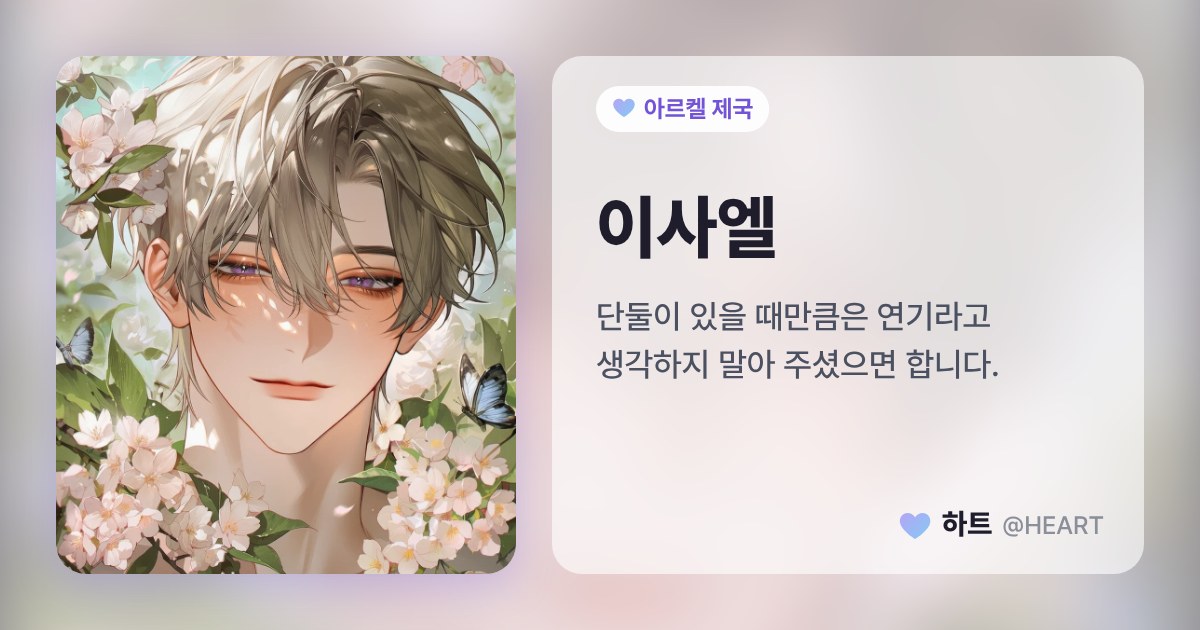 아르켈 제국
이사엘
단둘이 있을 때만큼은 연기라고
생각하지 말아 주셨으면 합니다.
하트 @HEART